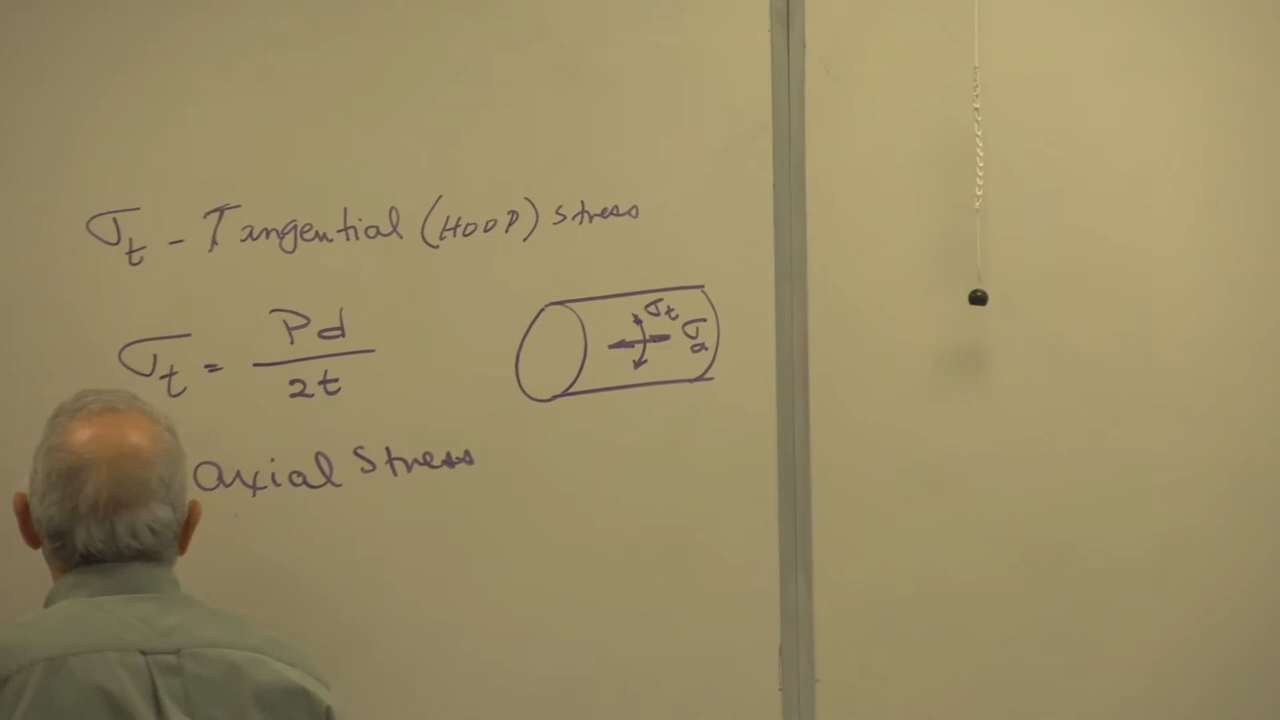 σt - Tangential (HOOP) stress
σt = Pd / 2t
σt
σa
axial stress